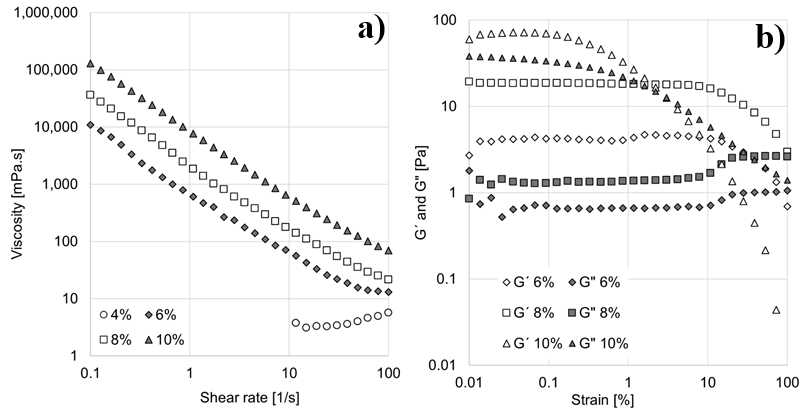 a)
Viscosity [mPa.s]
1,000,000
100,000
10,000
1,000
100
10
1
4% 6%
8% 10%
0.1 1 10 100
Shear rate [1/s]
b)
G´ and G" [Pa]
100
10
1
0.1
0.01
G´ 6% G" 6%
G´ 8% G" 8%
G´ 10% G" 10%
0.01 0.1 1 10 100
Strain [%]